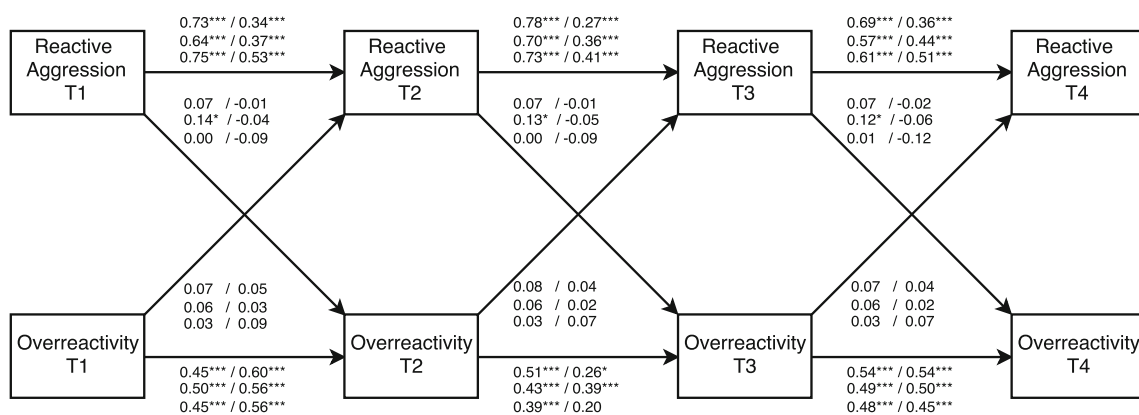 0.73*** / 0.34***
0.64*** / 0.37***
0.75*** / 0.53***
0.78*** / 0.27***
0.70*** / 0.36***
0.73*** / 0.41***
0.69*** / 0.36***
0.57*** / 0.44***
0.61*** / 0.51***
Reactive
Aggression
T1
Reactive
Aggression
T2
Reactive
Aggression
T3
Reactive
Aggression
T4
0.07 / -0.01
0.14* / -0.04
0.00 / -0.09
0.07 / -0.01
0.13* / -0.05
0.00 / -0.09
0.07 / -0.02
0.12* / -0.06
0.01 / -0.12
0.07 / 0.05
0.06 / 0.03
0.03 / 0.09
0.08 / 0.04
0.06 / 0.02
0.03 / 0.07
0.07 / 0.04
0.06 / 0.02
0.03 / 0.07
Overreactivity
T1
Overreactivity
T2
Overreactivity
T3
Overreactivity
T4
0.45*** / 0.60***
0.50*** / 0.56***
0.45*** / 0.56***
0.51*** / 0.26*
0.43*** / 0.39***
0.39*** / 0.20
0.54*** / 0.54***
0.49*** / 0.50***
0.48*** / 0.45***